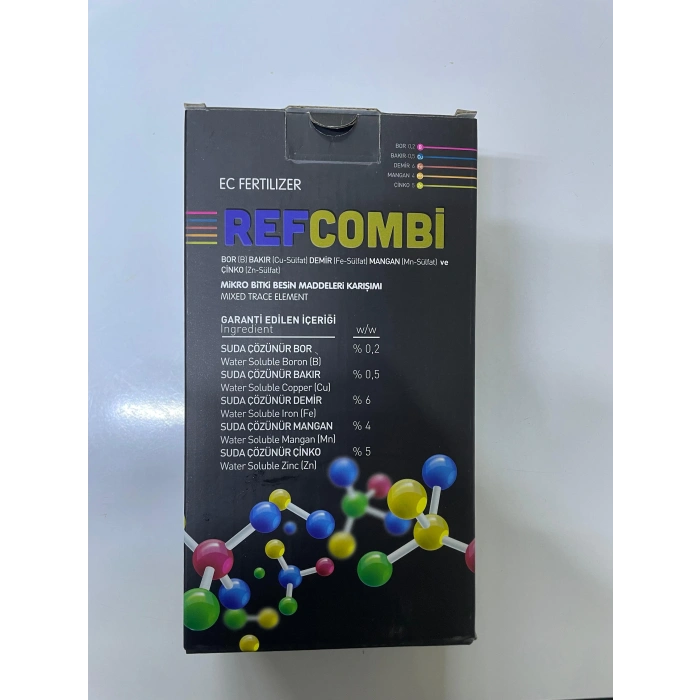 BOR 0,2 B
BAKIR 0,5
DEMİR 6
MANGAN 4
ÇİNKO 5
EC FERTILIZER
REFCOMBİ
BOR (B) BAKIR (Cu-Sülfat) DEMİR (Fe-Sülfat) MANGAN (Mn-Sülfat) ve
ÇİNKO (Zn-Sülfat)
MİKRO BİTKİ BESİN MADDELERİ KARIŞIMI
MIXED TRACE ELEMENT
GARANTİ EDİLEN İÇERİĞİ
Ingredient w/w
SUDA ÇÖZÜNÜR BOR % 0,2
Water Soluble Boron (B)
SUDA ÇÖZÜNÜR BAKIR % 0,5
Water Soluble Copper (Cu)
SUDA ÇÖZÜNÜR DEMİR % 6
Water Soluble Iron (Fe)
SUDA ÇÖZÜNÜR MANGAN % 4
Water Soluble Mangan (Mn)
SUDA ÇÖZÜNÜR ÇİNKO % 5
Water Soluble Zinc (Zn)